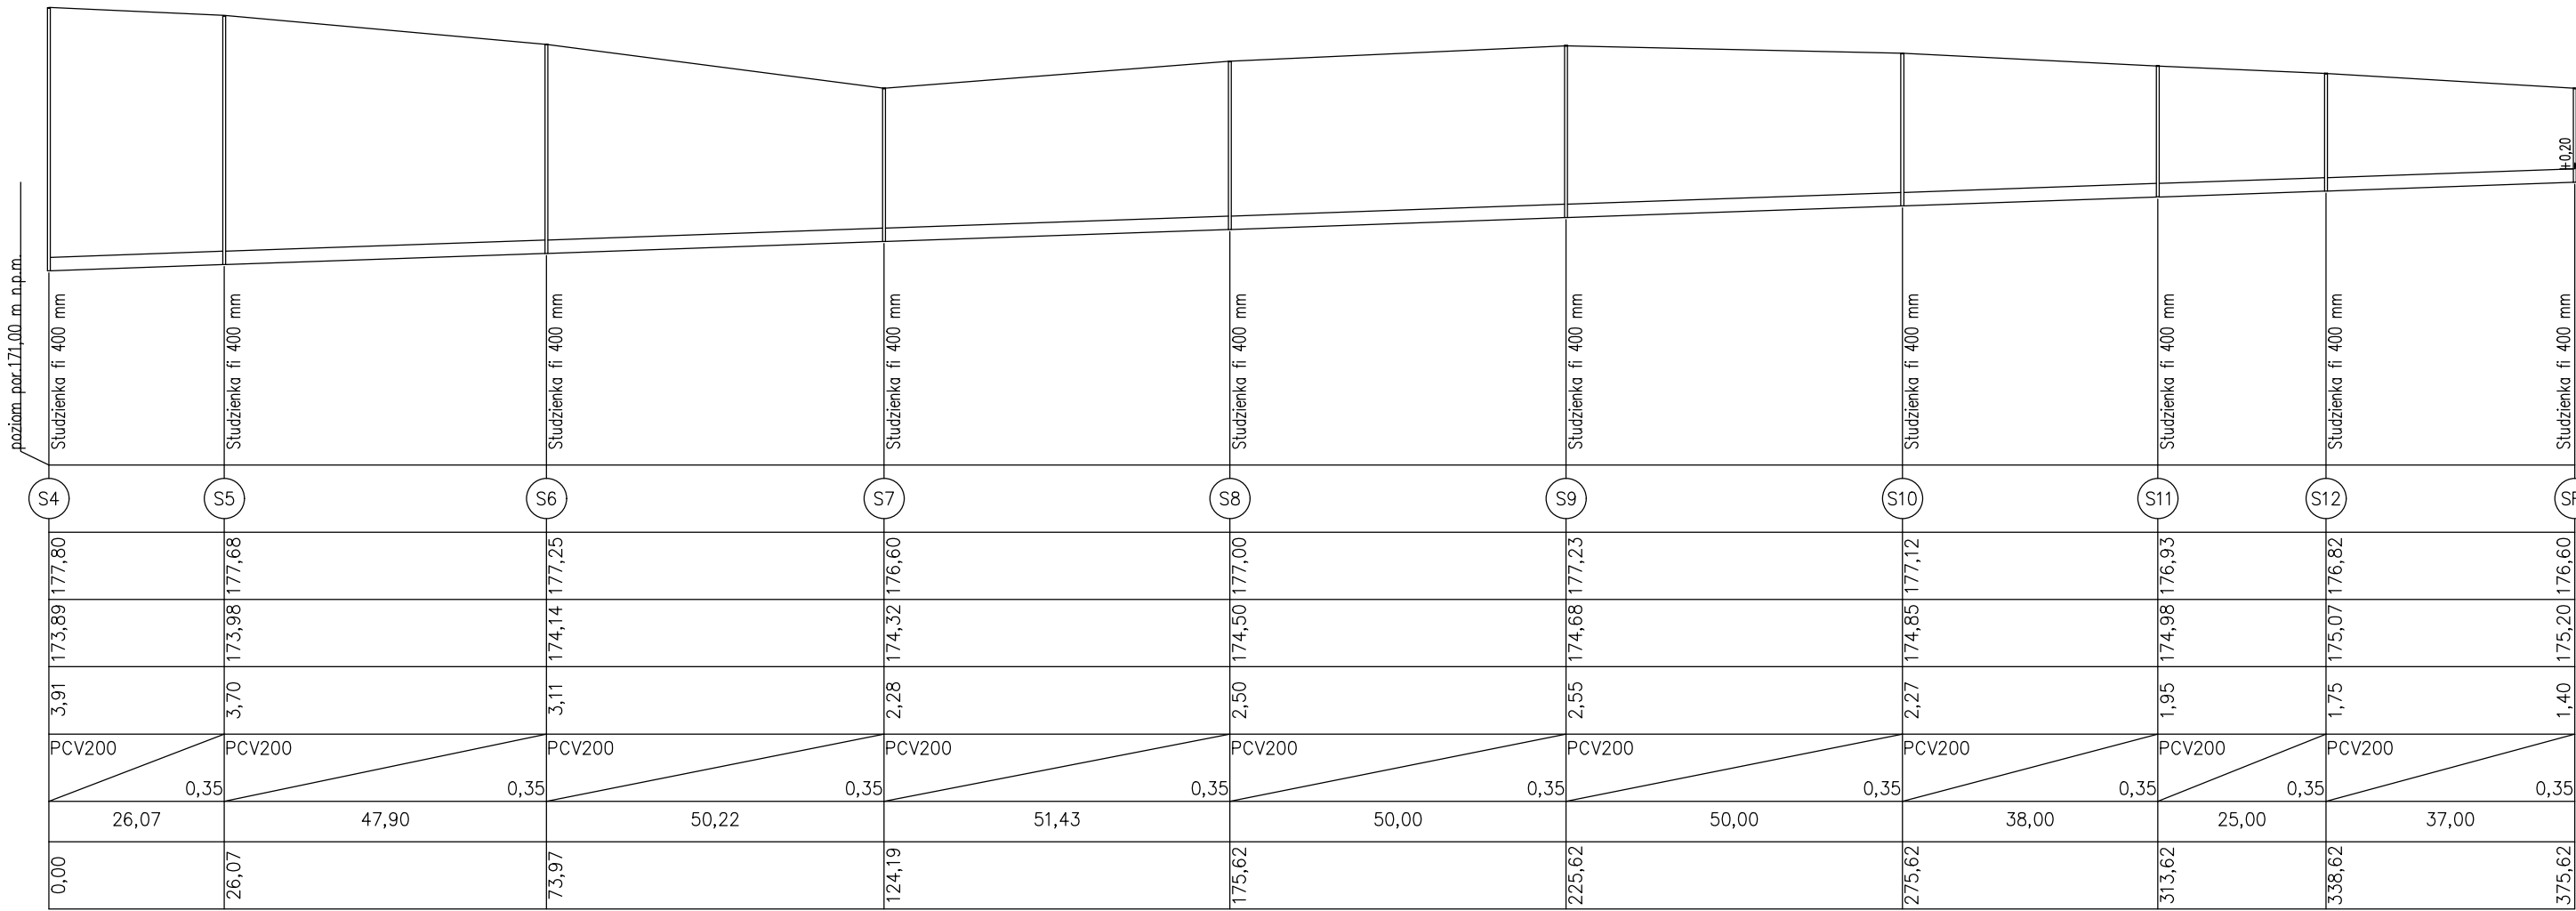 +0,20
poziom por.171,00 m n.p.m.
Studzienka fi 400 mm
Studzienka fi 400 mm
Studzienka fi 400 mm
Studzienka fi 400 mm
Studzienka fi 400 mm
Studzienka fi 400 mm
Studzienka fi 400 mm
Studzienka fi 400 mm
Studzienka fi 400 mm
Studzienka fi 400 mm
S4 S5 S6 S7 S8 S9 S10 S11 S12
177,80 177,68 177,25 176,60 177,00 177,23 177,12 176,93 176,82 176,60
173,89 173,98 174,14 174,32 174,50 174,68 174,85 174,98 175,07 175,20
3,91 3,70 3,11 2,28 2,50 2,55 2,27 1,95 1,75 1,40
PCV200 PCV200 PCV200 PCV200 PCV200 PCV200 PCV200 PCV200 PCV200
0,35 0,35 0,35 0,35 0,35 0,35 0,35 0,35 0,35
26,07 47,90 50,22 51,43 50,00 50,00 38,00 25,00 37,00
0,00 26,07 73,97 124,19 175,62 225,62 275,62 313,62 338,62 375,62